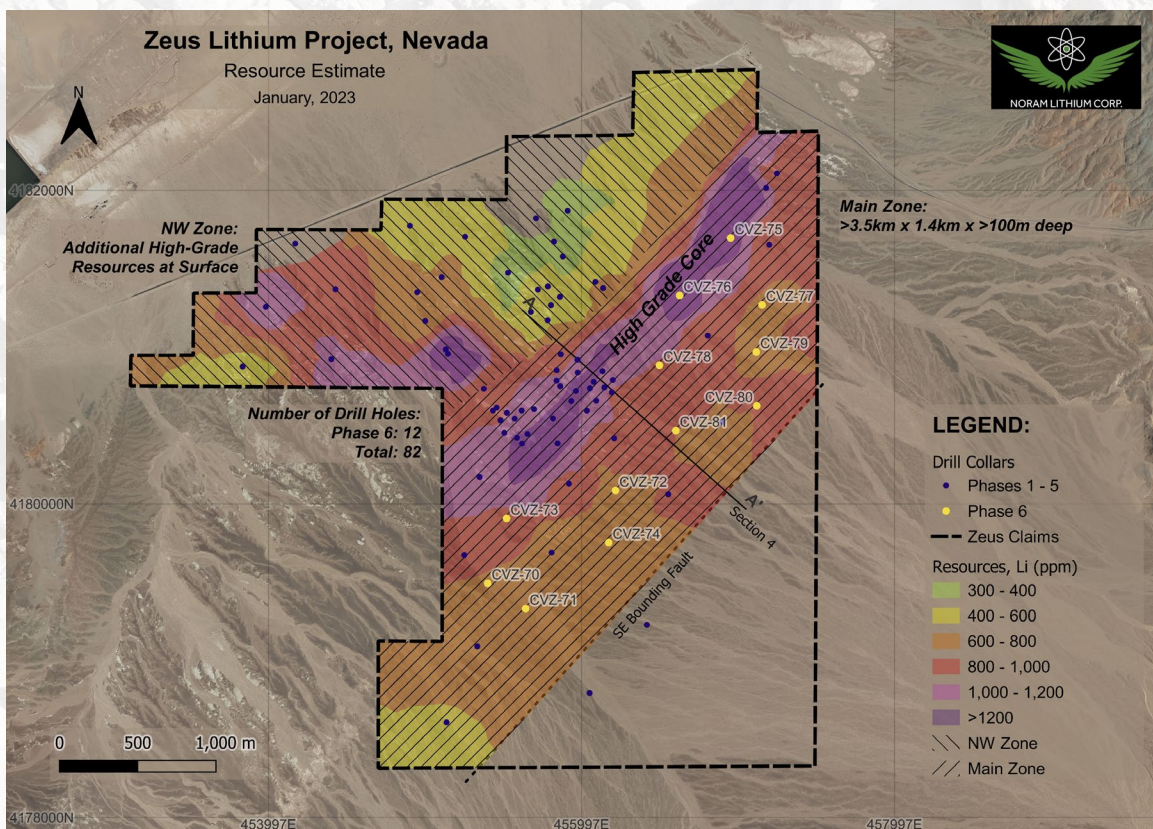 Zeus Lithium Project, Nevada
Resource Estimate
January, 2023
N
NORAM LITHIUM CORP.
4182000N
NW Zone:
Additional High-Grade
Resources at Surface
Main Zone:
>3.5km x 1.4km x >100m deep
High Grade Core
CVZ-75
CVZ-76
CVZ-77
A
CVZ-78
CVZ-79
CVZ-80
CVZ-81
Number of Drill Holes:
Phase 6: 12
Total: 82
CVZ-72
CVZ-73
CVZ-74
CVZ-70
CVZ-71
A'
Section 4
SE Bounding Fault
4180000N
LEGEND:
Drill Collars
Phases 1 - 5
Phase 6
Zeus Claims
Resources, Li (ppm)
300 - 400
400 - 600
600 - 800
800 - 1,000
1,000 - 1,200
>1200
NW Zone
Main Zone
0 500 1,000 m
4178000N
453997E
455997E
457997E